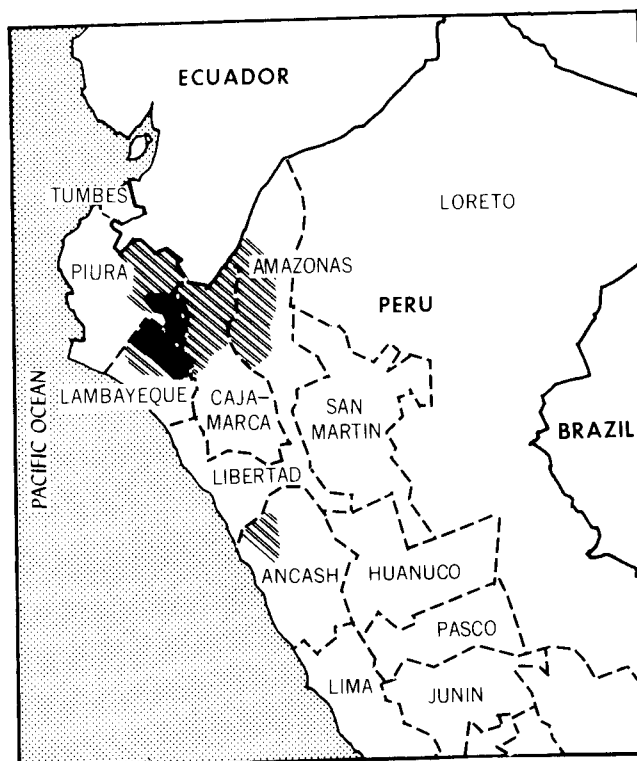 ECUADOR
TUMBES
LORETO
PIURA
AMAZONAS
PERU
LAMBAYEQUE
CAJA-
MARCA
SAN
MARTIN
BRAZIL
PACIFIC OCEAN
LIBERTAD
ANCASH
HUANUCO
PASCO
LIMA
JUNIN